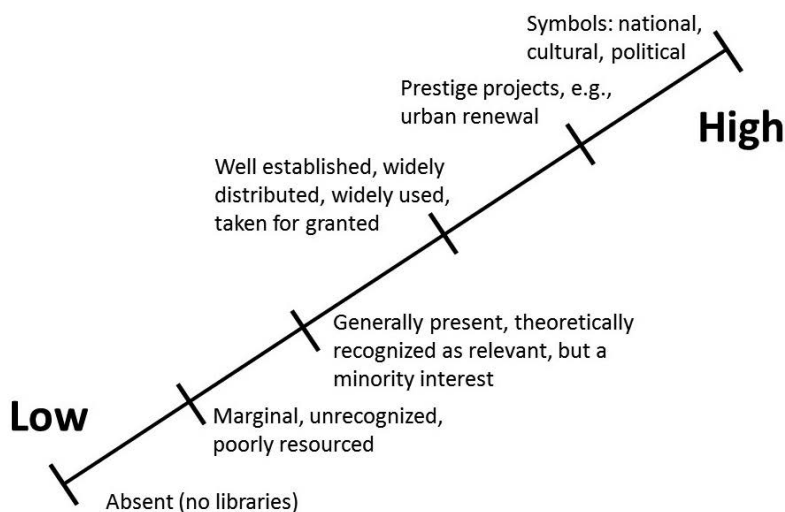 Symbols: national,
cultural, political
Prestige projects, e.g.,
urban renewal
High
Well established, widely
distributed, widely used,
taken for granted
Generally present, theoretically
recognized as relevant, but a
minority interest
Low
Marginal, unrecognized,
poorly resourced
Absent (no libraries)